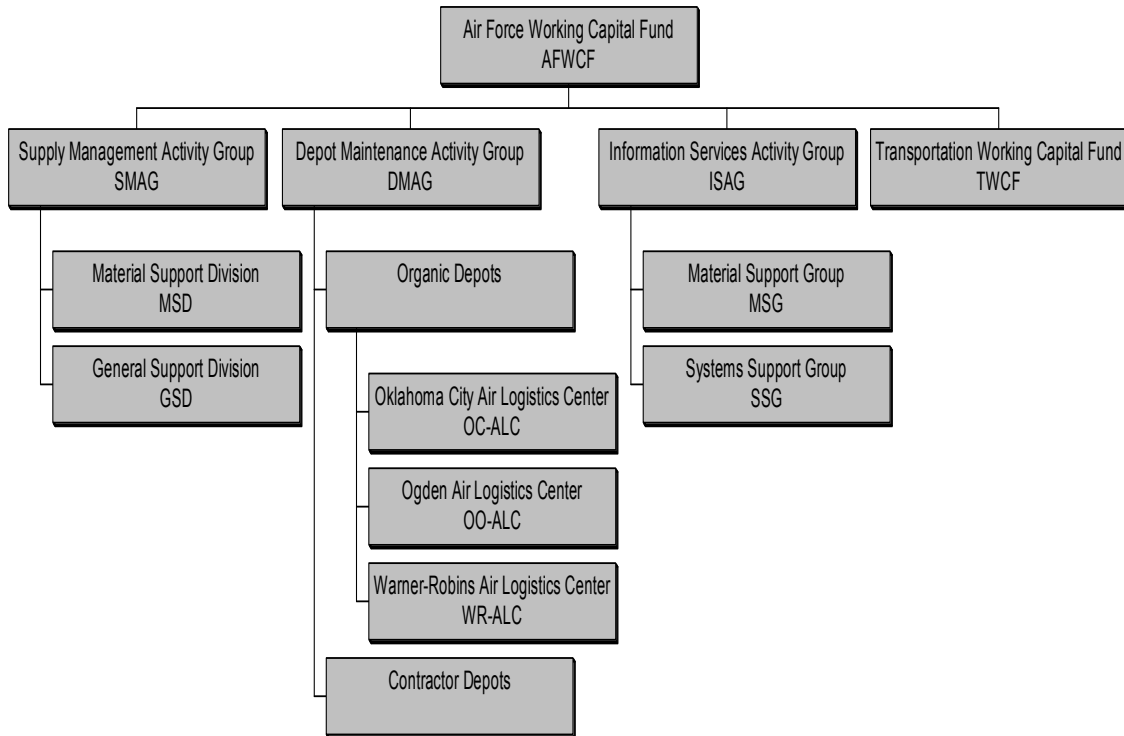 Air Force Working Capital Fund
AFWCF
Supply Management Activity Group
SMAG
Depot Maintenance Activity Group
DMAG
Information Services Activity Group
ISAG
Transportation Working Capital Fund
TWCF
Material Support Division
MSD
General Support Division
GSD
Organic Depots
Oklahoma City Air Logistics Center
OC-ALC
Ogden Air Logistics Center
OO-ALC
Warner-Robins Air Logistics Center
WR-ALC
Contractor Depots
Material Support Group
MSG
Systems Support Group
SSG